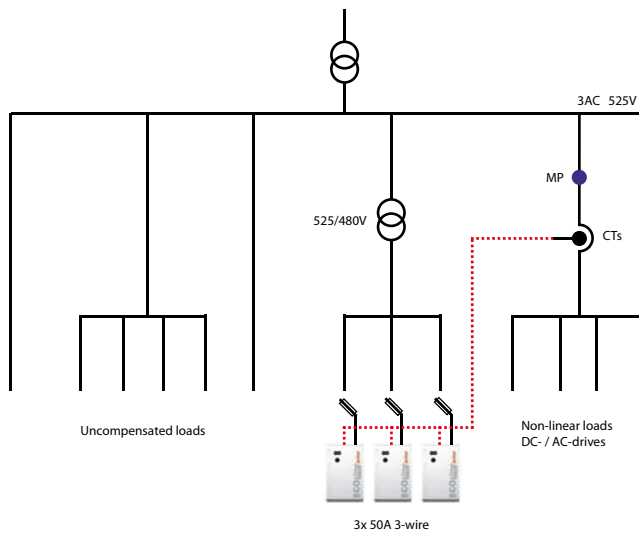 3AC 525V
MP
525/480V
CTs
Uncompensated loads
Non-linear loads
DC- / AC-drives
3x 50A 3-wire